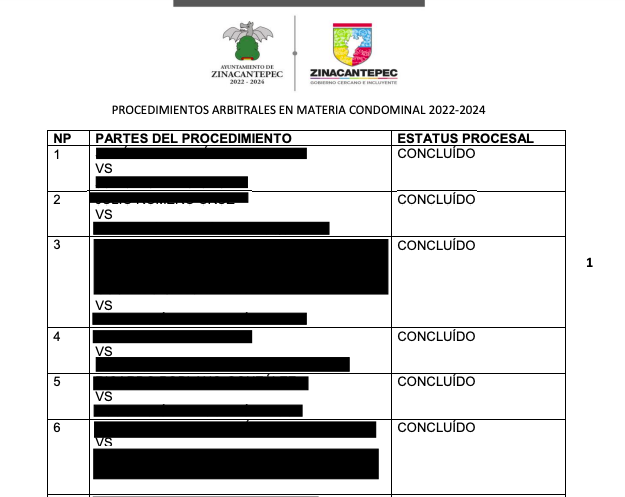 AYUNTAMIENTO DE
ZINACANTEPEC
2022 - 2024
ZINACANTEPEC
GOBIERNO CERCANO E INCLUYENTE
PROCEDIMIENTOS ARBITRALES EN MATERIA CONDOMINAL 2022-2024
NP PARTES DEL PROCEDIMIENTO ESTATUS PROCESAL
1 CONCLUÍDO
VS
2 CONCLUÍDO
VS
3 CONCLUÍDO
1
VS
4 CONCLUÍDO
VS
5 CONCLUÍDO
VS
6 CONCLUÍDO
VS